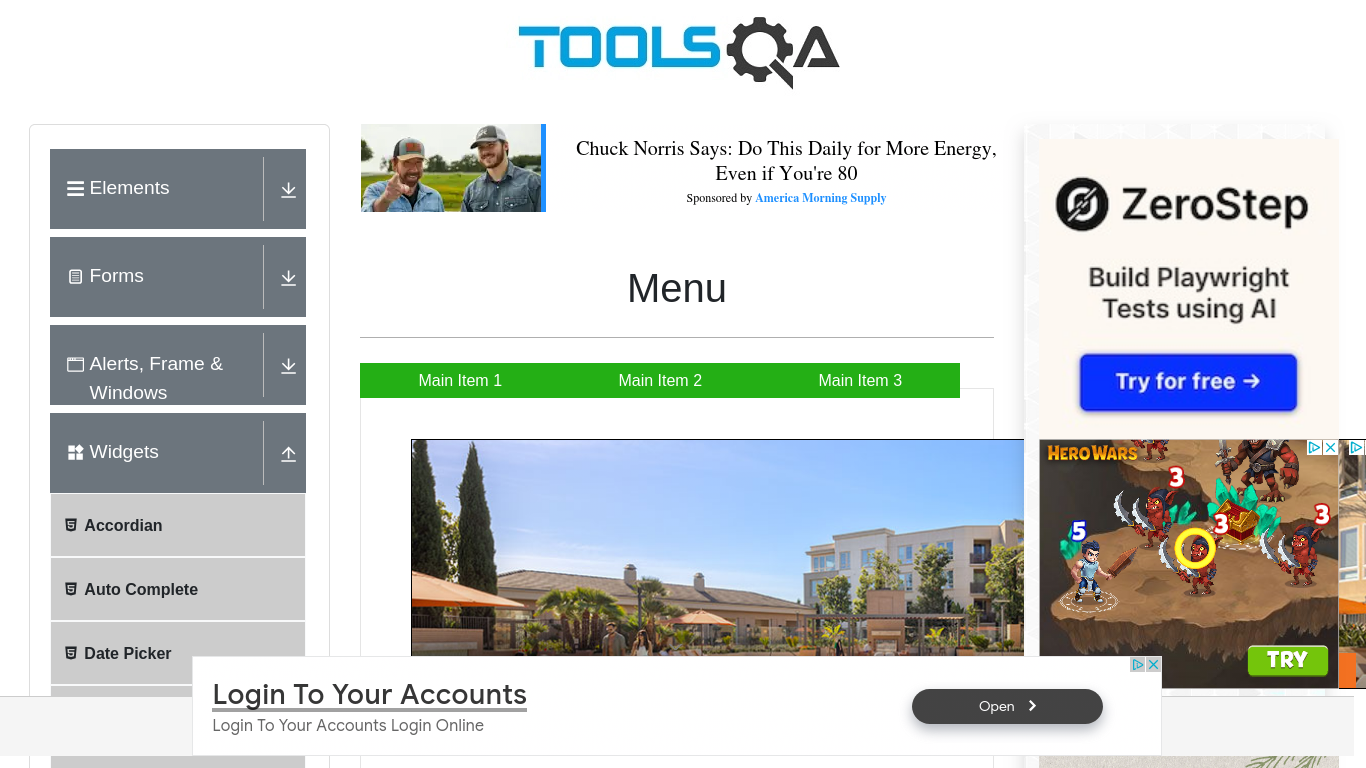 TOOLSQA
Elements
Forms
Alerts, Frame &
Windows
Widgets
Accordian
Auto Complete
Date Picker
Chuck Norris Says: Do This Daily for More Energy,
Even if You're 80
Sponsored by America Morning Supply
Menu
Main Item 1
Main Item 2
Main Item 3
ZeroStep
Build Playwright
Tests using AI
Try for free →
HERO WARS
3
5
3
3
TRY
Login To Your Accounts
Login To Your Accounts Login Online
Open